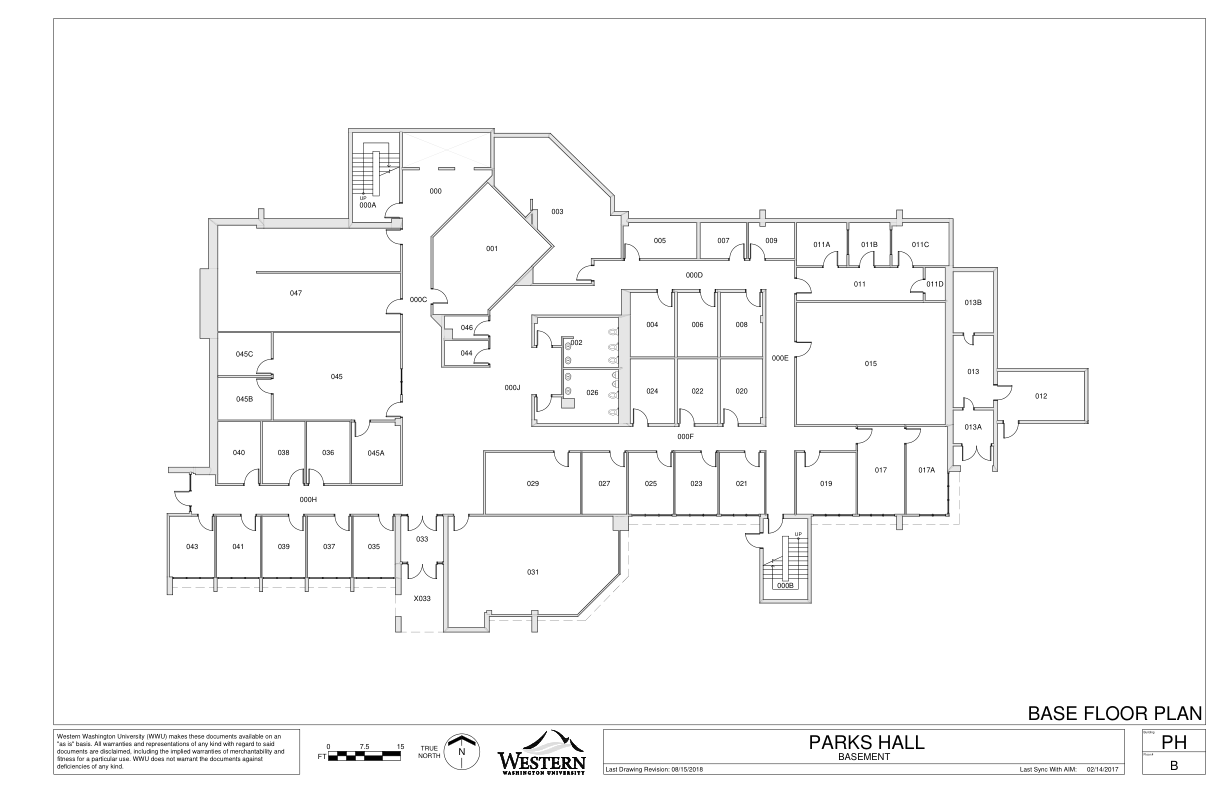 UP
000A
000
003
001
005
007
009
011A
011B
011C
000D
011
011D
047
000C
013B
046
044
002
004
006
008
000E
015
013
045C
045
045B
000J
026
024
022
020
012
000F
013A
040
038
036
045A
029
027
025
023
021
019
017
017A
000H
043
041
039
037
035
033
031
UP
000B
X033
BASE FLOOR PLAN
Western Washington University (WWU) makes these documents available on an
"as is" basis. All warranties and representations of any kind with regard to said
documents are disclaimed, including the implied warranties of merchantability and
fitness for a particular use. WWU does not warrant the documents against
deficiencies of any kind.
0 7.5 15
FT
TRUE
NORTH
N
WESTERN
WASHINGTON UNIVERSITY
PARKS HALL
BASEMENT
Last Drawing Revision: 08/15/2018
Last Sync With AIM: 02/14/2017
PH
B